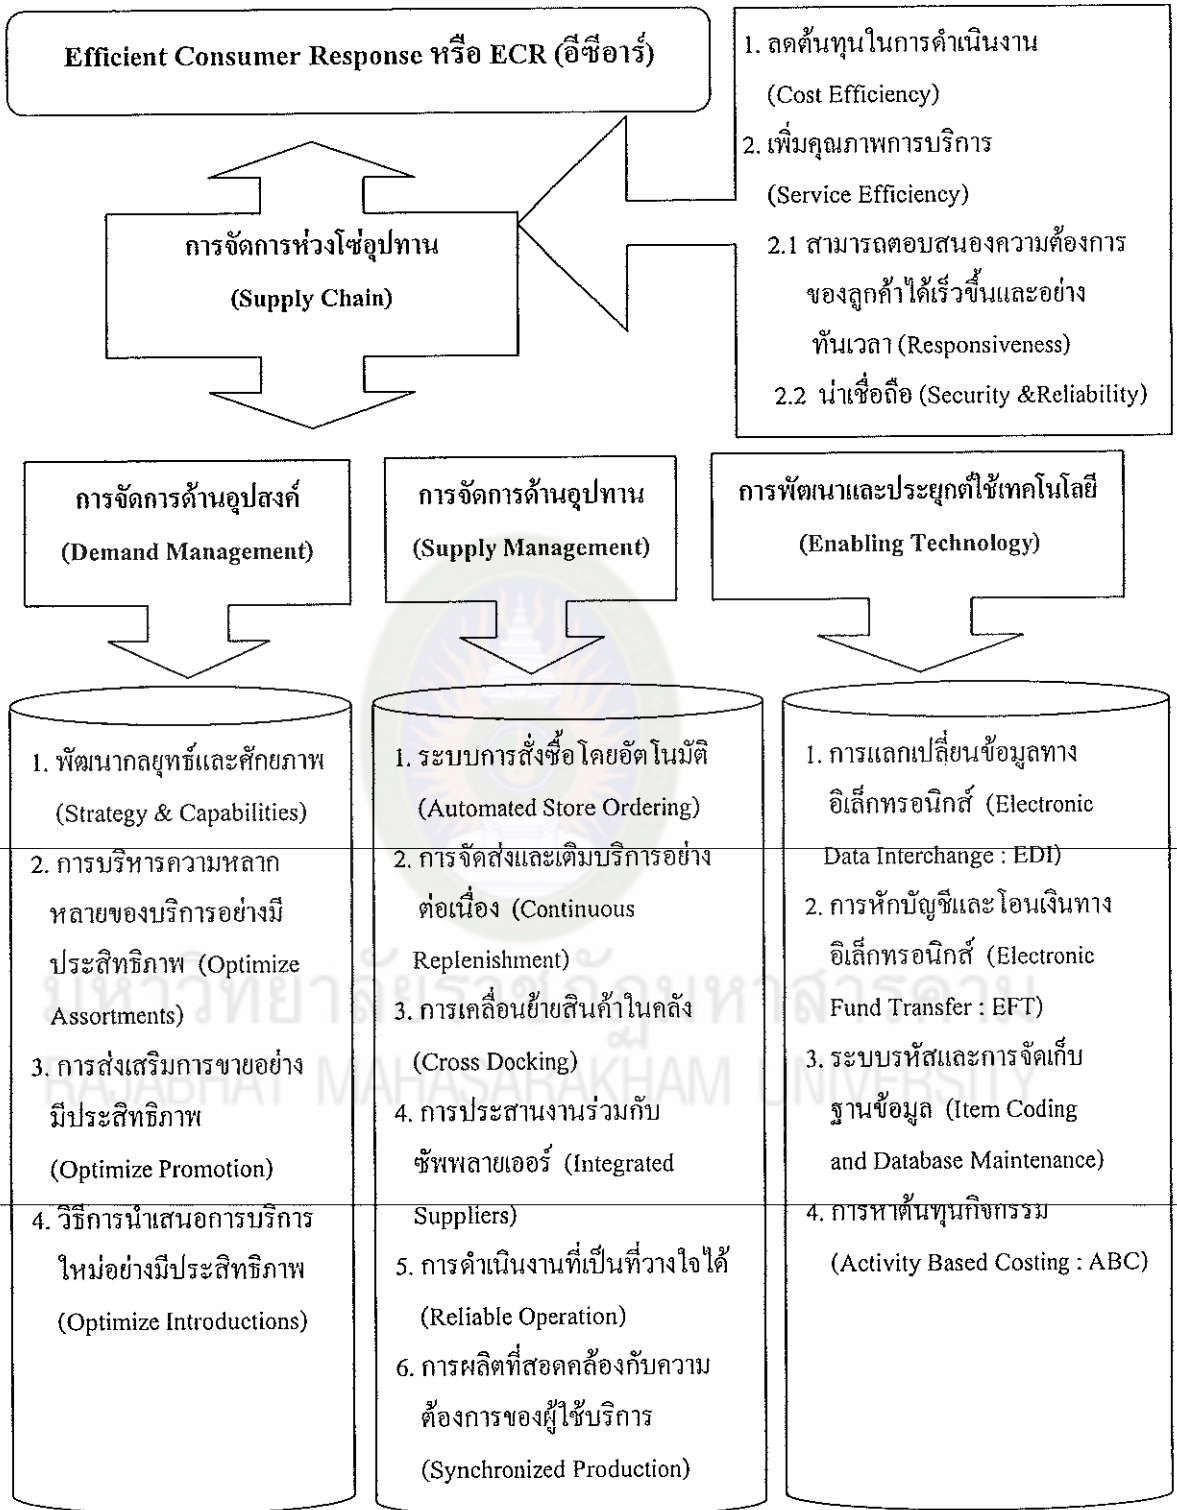 Efficient Consumer Response หรือ ECR (อีซีอาร์)
1. ลดต้นทุนในการดำเนินงาน
(Cost Efficiency)
2. เพิ่มคุณภาพการบริการ
(Service Efficiency)
2.1 สามารถตอบสนองความต้องการ
ของลูกค้าได้เร็วขึ้นและอย่าง
ทันเวลา (Responsiveness)
2.2 น่าเชื่อถือ (Security &Reliability)
การจัดการห่วงโซ่อุปทาน
(Supply Chain)
การจัดการด้านอุปสงค์
(Demand Management)
การจัดการด้านอุปทาน
(Supply Management)
การพัฒนาและประยุกต์ใช้เทคโนโลยี
(Enabling Technology)
1. พัฒนากลยุทธ์และศักยภาพ
(Strategy & Capabilities)
2. การบริหารความหลาก
หลายของบริการอย่างมี
ประสิทธิภาพ (Optimize
Assortments)
3. การส่งเสริมการขายอย่าง
มีประสิทธิภาพ
(Optimize Promotion)
4. วิธีการนำเสนอการบริการ
ใหม่อย่างมีประสิทธิภาพ
(Optimize Introductions)
1. ระบบการสั่งซื้อโดยอัตโนมัติ
(Automated Store Ordering)
2. การจัดส่งและเติมบริการอย่าง
ต่อเนื่อง (Continuous
Replenishment)
3. การเคลื่อนย้ายสินค้าในคลัง
(Cross Docking)
4. การประสานงานร่วมกับ
ซัพพลายเออร์ (Integrated
Suppliers)
5. การดำเนินงานที่เป็นที่วางใจได้
(Reliable Operation)
6. การผลิตที่สอดคล้องกับความ
ต้องการของผู้ใช้บริการ
(Synchronized Production)
1. การแลกเปลี่ยนข้อมูลทาง
อิเล็กทรอนิกส์ (Electronic
Data Interchange : EDI)
2. การหักบัญชีและโอนเงินทาง
อิเล็กทรอนิกส์ (Electronic
Fund Transfer : EFT)
3. ระบบรหัสและการจัดเก็บ
ฐานข้อมูล (Item Coding
and Database Maintenance)
4. การหาต้นทุนกิจกรรม
(Activity Based Costing : ABC)
มหาวิทยาลัยราชภัฏมหาสารคาม
RAJABHAT MAHASARAKHAM UNIVERSITY